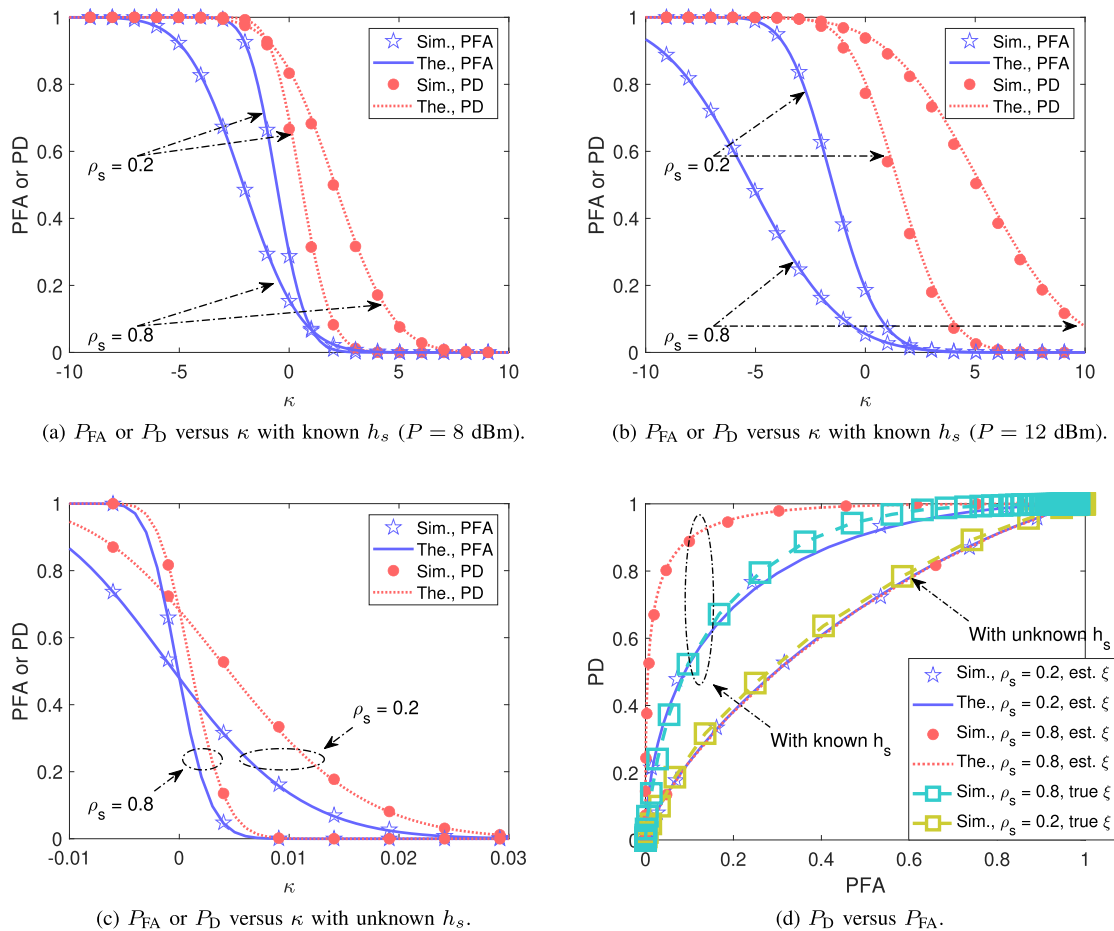 1
0.8
0.6
0.4
0.2
0
PFA or PD
-10
-5
0
5
10
κ
Sim., PFA
The., PFA
Sim., PD
The., PD
ρs = 0.2
ρs = 0.8
(a) PFA or PD versus κ with known hs (P = 8 dBm).
1
0.8
0.6
0.4
0.2
0
PFA or PD
-10
-5
0
5
10
κ
Sim., PFA
The., PFA
Sim., PD
The., PD
ρs = 0.2
ρs = 0.8
(b) PFA or PD versus κ with known hs (P = 12 dBm).
1
0.8
0.6
0.4
0.2
0
PFA or PD
-0.01
0
0.01
0.02
0.03
κ
Sim., PFA
The., PFA
Sim., PD
The., PD
ρs = 0.2
ρs = 0.8
(c) PFA or PD versus κ with unknown hs.
1
0.8
0.6
0.4
0.2
0
PD
0
0.2
0.4
0.6
0.8
1
PFA
With unknown hs
With known hs
Sim., ρs = 0.2, est. ξ
The., ρs = 0.2, est. ξ
Sim., ρs = 0.8, est. ξ
The., ρs = 0.8, est. ξ
Sim., ρs = 0.8, true ξ
Sim., ρs = 0.2, true ξ
(d) PD versus PFA.